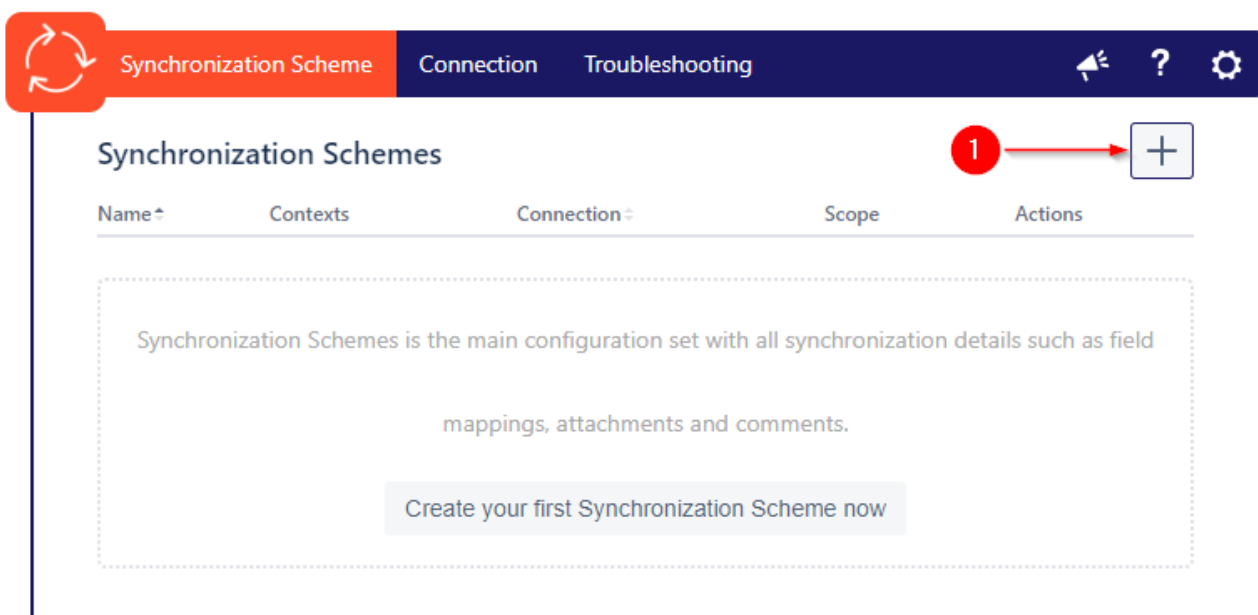 Synchronization Scheme Connection Troubleshooting ?
Synchronization Schemes 1 +
Name Contexts Connection Scope Actions
Synchronization Schemes is the main configuration set with all synchronization details such as field
mappings, attachments and comments.
Create your first Synchronization Scheme now